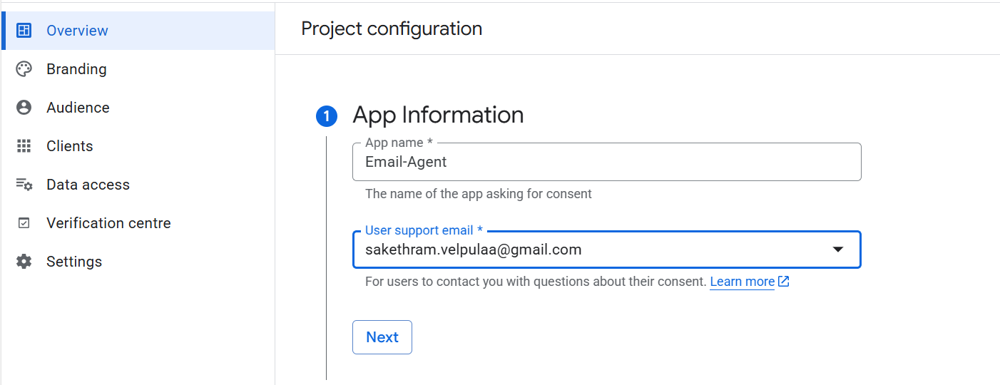 Overview
Branding
Audience
Clients
Data access
Verification centre
Settings
Project configuration
1 App Information
App name *
Email-Agent
The name of the app asking for consent
User support email *
sakethram.velpulaa@gmail.com
For users to contact you with questions about their consent. Learn more
Next